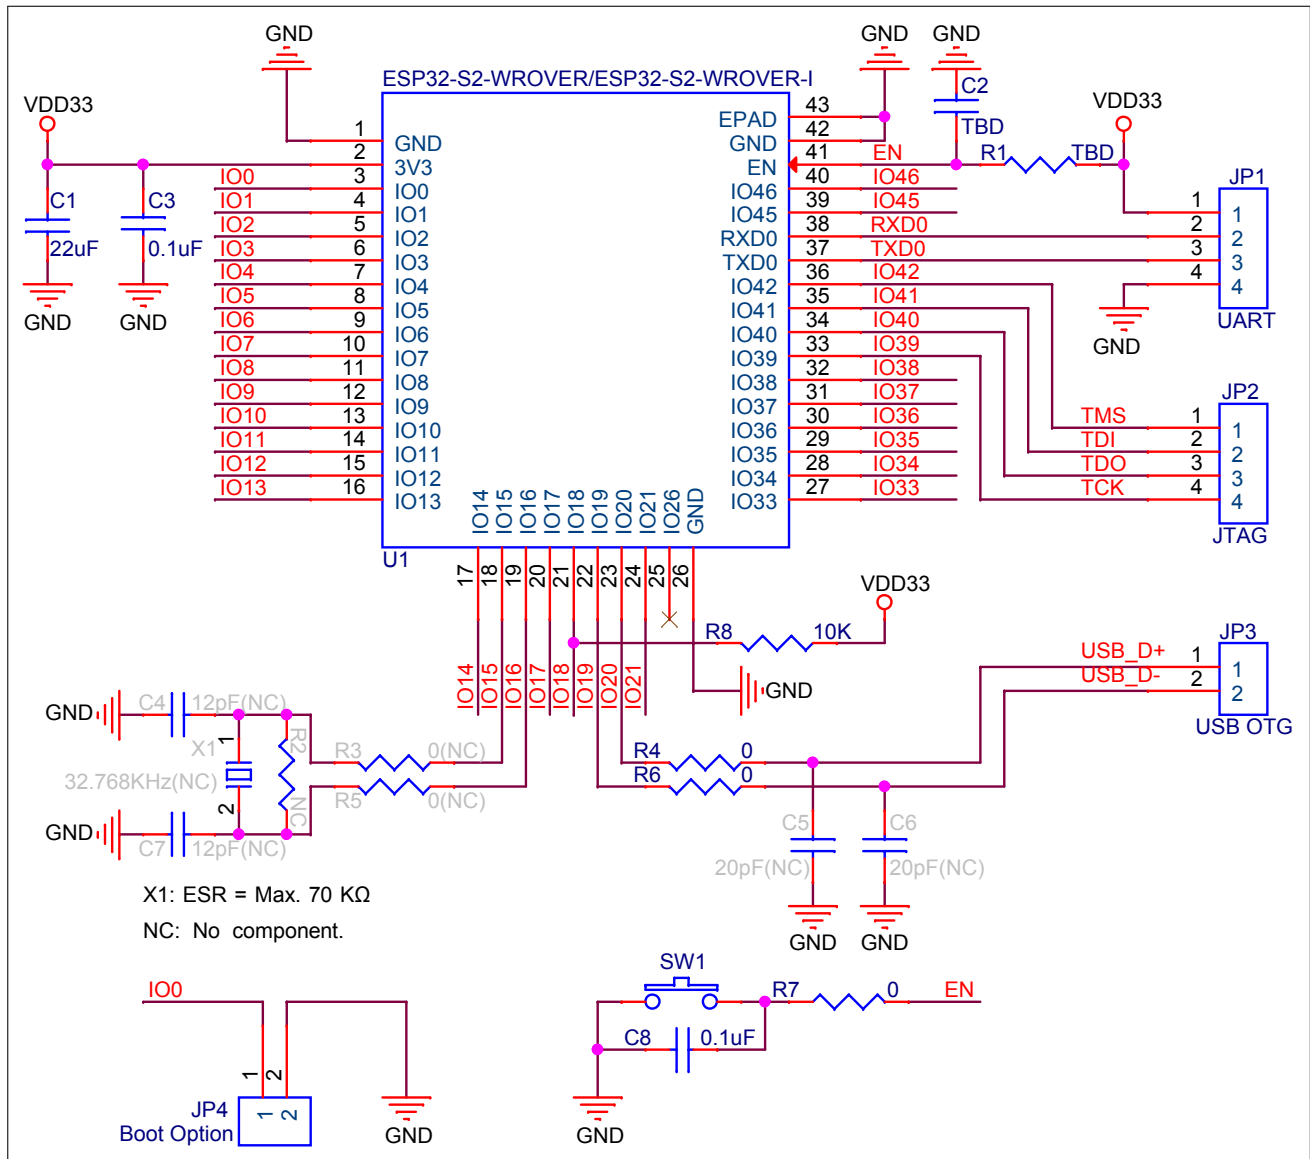 GND
GND
GND
ESP32-S2-WROVER/ESP32-S2-WROVER-I
VDD33
C2
TBD
VDD33
1
2
3
4
5
6
7
8
9
10
11
12
13
14
15
16
GND
3V3
IO0
IO1
IO2
IO3
IO4
IO5
IO6
IO7
IO8
IO9
IO10
IO11
IO12
IO13
IO0
IO1
IO2
IO3
IO4
IO5
IO6
IO7
IO8
IO9
IO10
IO11
IO12
IO13
C1
22uF
GND
C3
0.1uF
GND
EPAD
GND
EN
IO46
IO45
RXD0
TXD0
IO42
IO41
IO40
IO39
IO38
IO37
IO36
IO35
IO34
IO33
43
42
41
40
39
38
37
36
35
34
33
32
31
30
29
28
27
EN
IO46
IO45
RXD0
TXD0
IO42
IO41
IO40
IO39
IO38
IO37
IO36
IO35
IO34
IO33
R1
TBD
JP1
1
2
3
4
1
2
3
4
UART
GND
JP2
TMS
TDI
TDO
TCK
1
2
3
4
1
2
3
4
JTAG
IO14
IO15
IO16
IO17
IO18
IO19
IO20
IO21
IO26
GND
U1
17
18
19
20
21
22
23
24
25
26
IO14
IO15
IO16
IO17
IO18
IO19
IO20
IO21
VDD33
R8
10K
GND
JP3
USB_D+
USB_D-
1
2
1
2
USB OTG
GND
C4
12pF(NC)
X1
1
32.768KHz(NC)
2
R2
NC
R3
0(NC)
R5
0(NC)
GND
C7
12pF(NC)
R4
0
R6
0
C5
20pF(NC)
GND
C6
20pF(NC)
GND
X1: ESR = Max. 70 KΩ
NC: No component.
IO0
1
2
1
2
JP4
Boot Option
GND
SW1
R7
0
EN
C8
0.1uF
GND